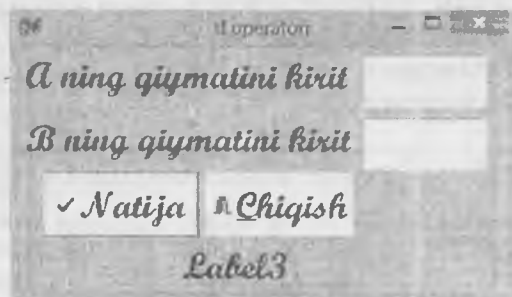 if operatori
A ning qiymatini kirit
B ning qiymatini kirit
Natija Chiqish
Label3